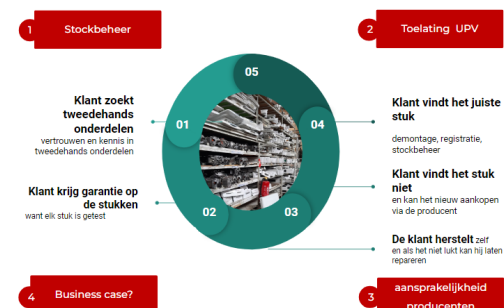 1 Stockbeheer
2 Toelating UPV
05
Klant zoekt
tweedehands
onderdelen
vertrouwen en kennis in
tweedehands onderdelen
01
04
Klant vindt het juiste
stuk
demontage, registratie,
stockbeheer
Klant krijg garantie op
de stukken
want elk stuk is getest
02
03
Klant vindt het stuk
niet
en kan het nieuw aankopen
via de producent
De klant herstelt zelf
en als het niet lukt kan hij laten
repareren
4 Business case?
3 aansprakelijkheid
producenten